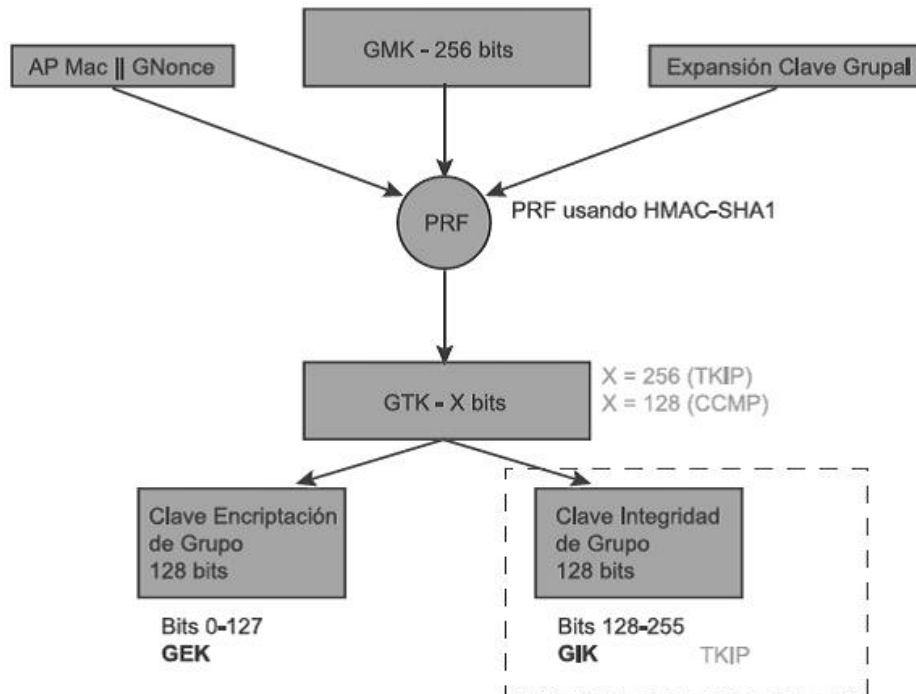 GMK - 256 bits
AP Mac || GNonce
Expansión Clave Grupal
PRF
PRF usando HMAC-SHA1
GTK - X bits
X = 256 (TKIP)
X = 128 (CCMP)
Clave Encriptación
de Grupo
128 bits
Clave Integridad
de Grupo
128 bits
Bits 0-127
GEK
Bits 128-255
GIK
TKIP